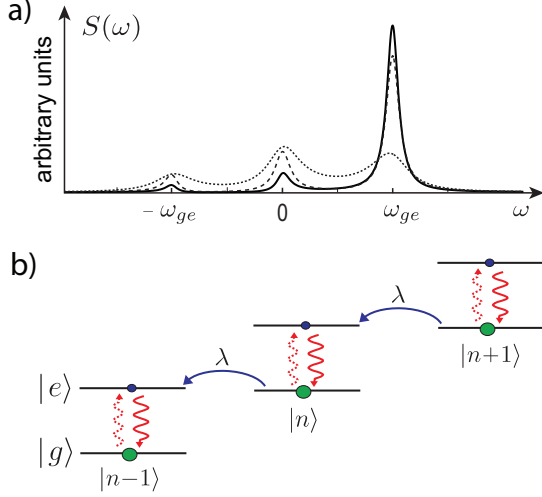 a)
S(ω)
arbitrary units
− ω_ge 0 ω_ge ω
b)
λ
|n+1⟩
λ
|n⟩
|e⟩
|g⟩
|n−1⟩